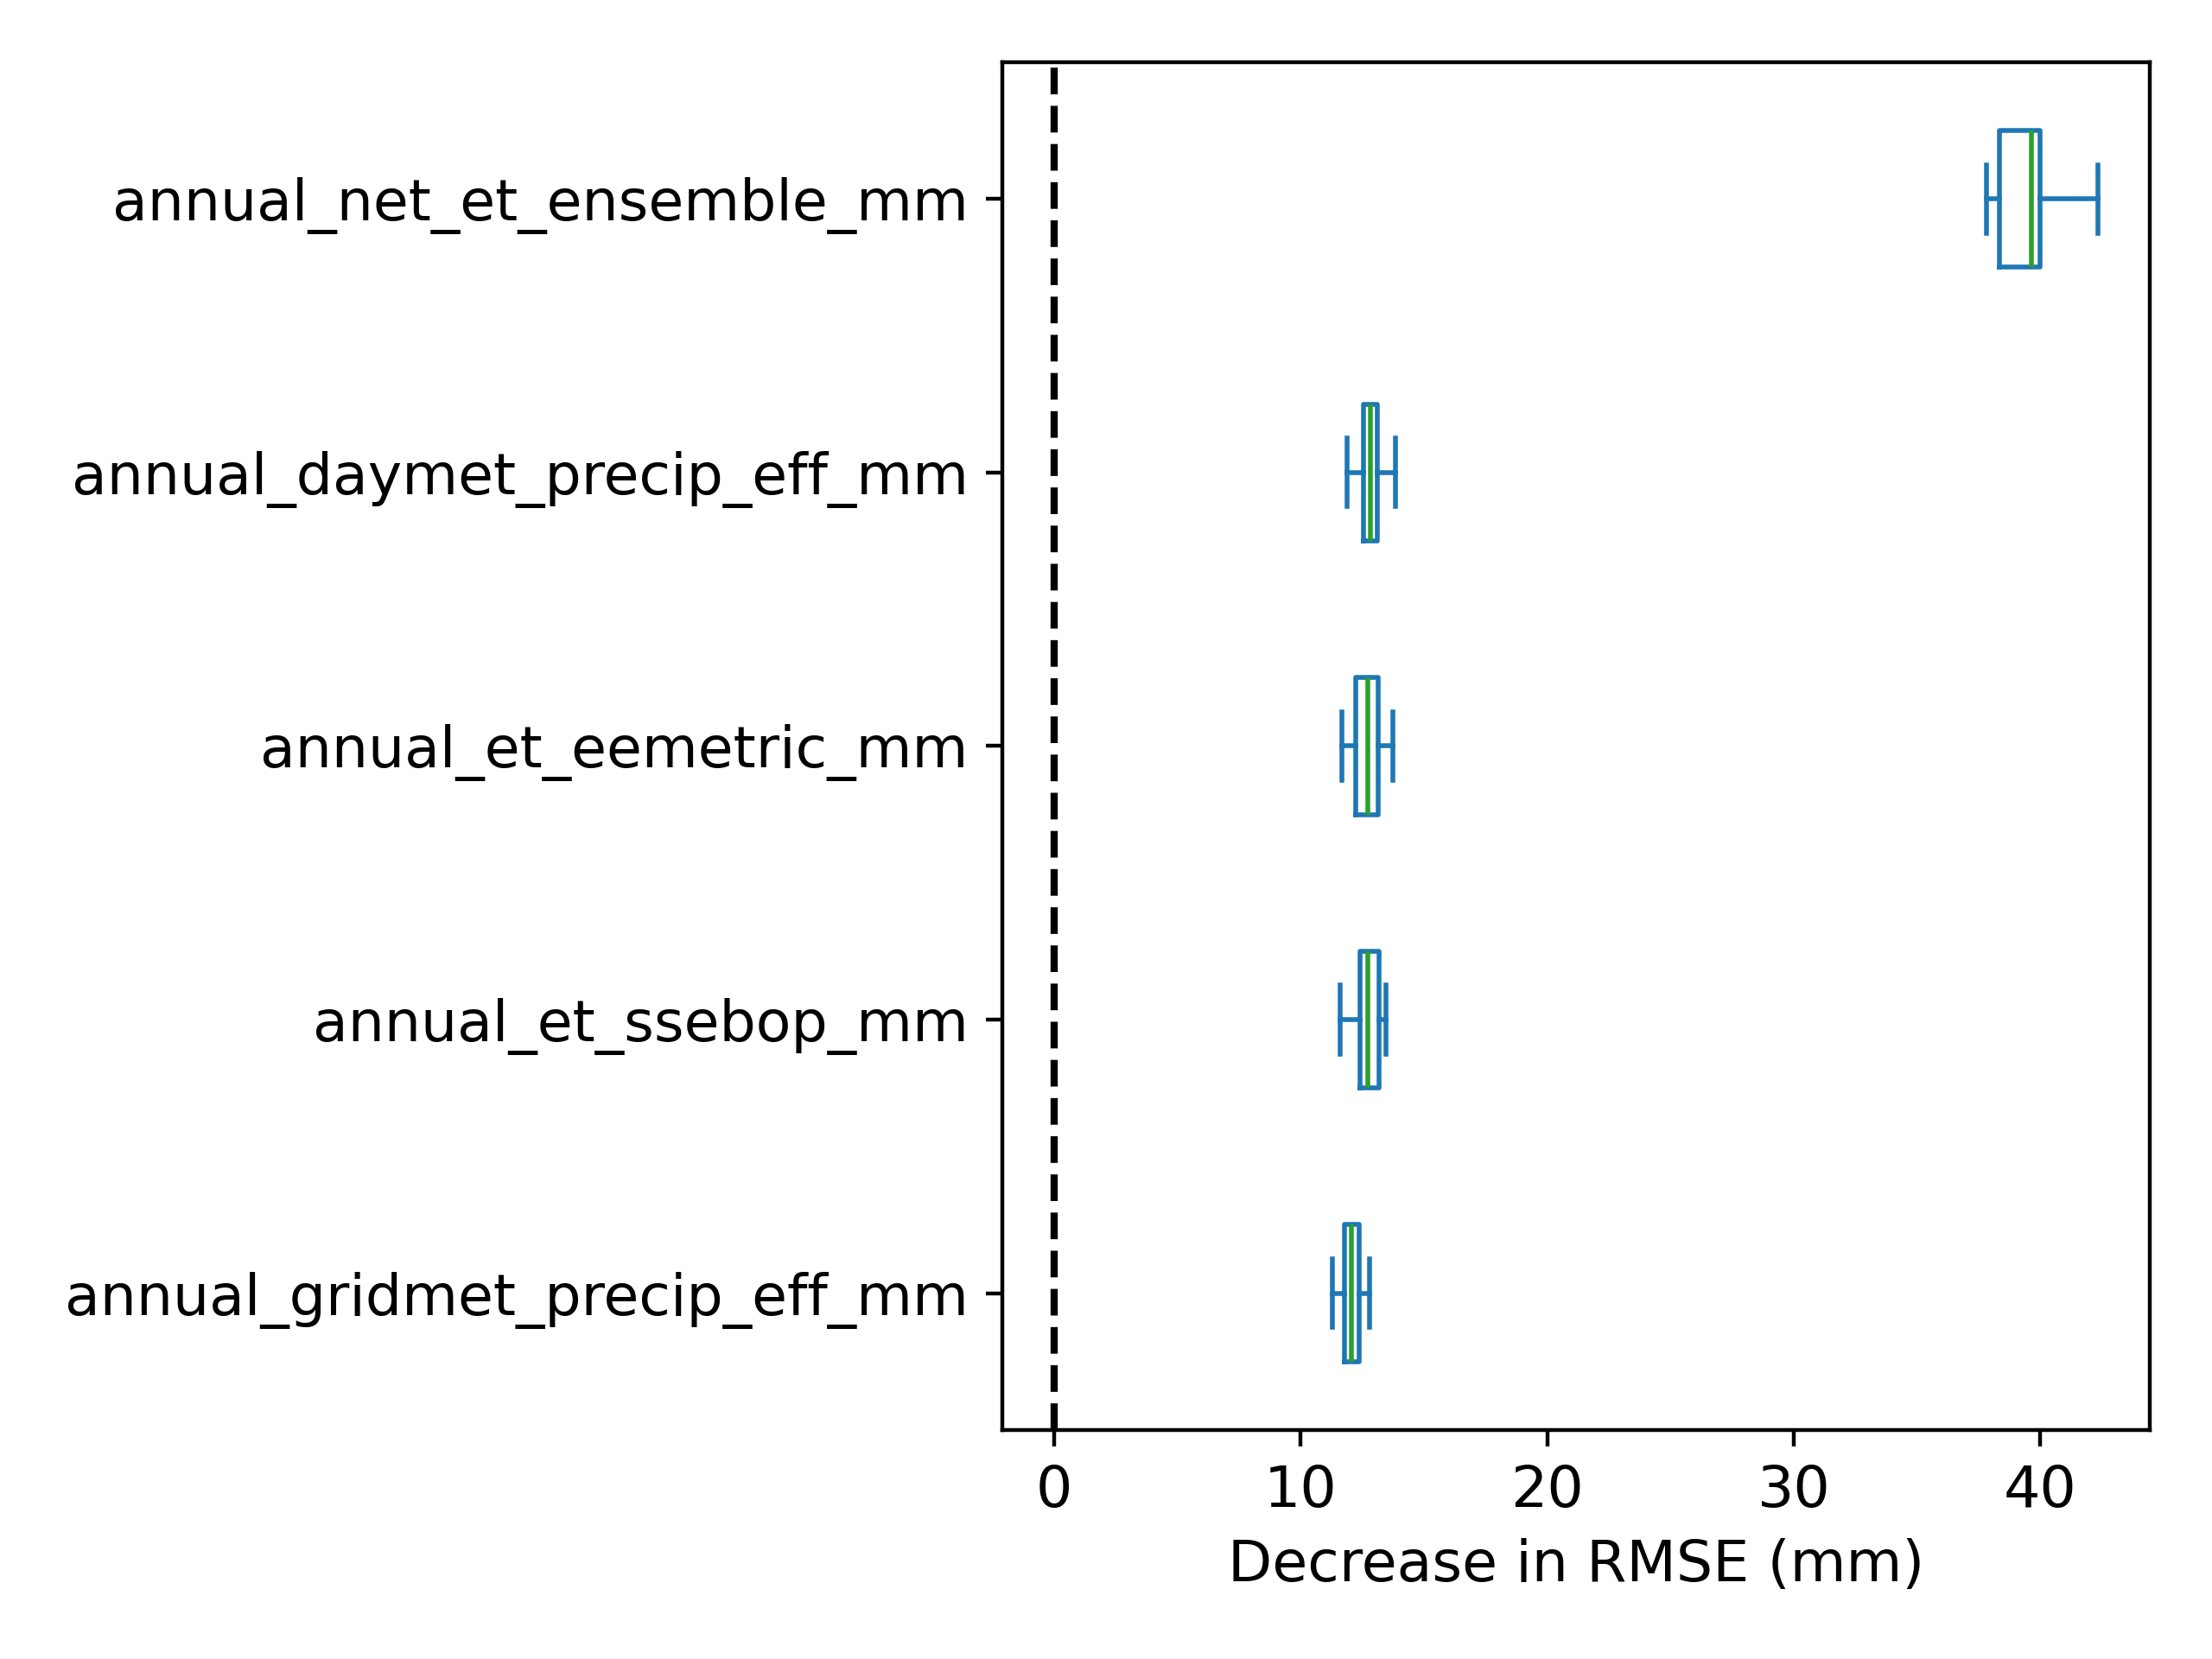 annual_net_et_ensemble_mm
annual_daymet_precip_eff_mm
annual_et_eemetric_mm
annual_et_ssebop_mm
annual_gridmet_precip_eff_mm
0 10 20 30 40
Decrease in RMSE (mm)